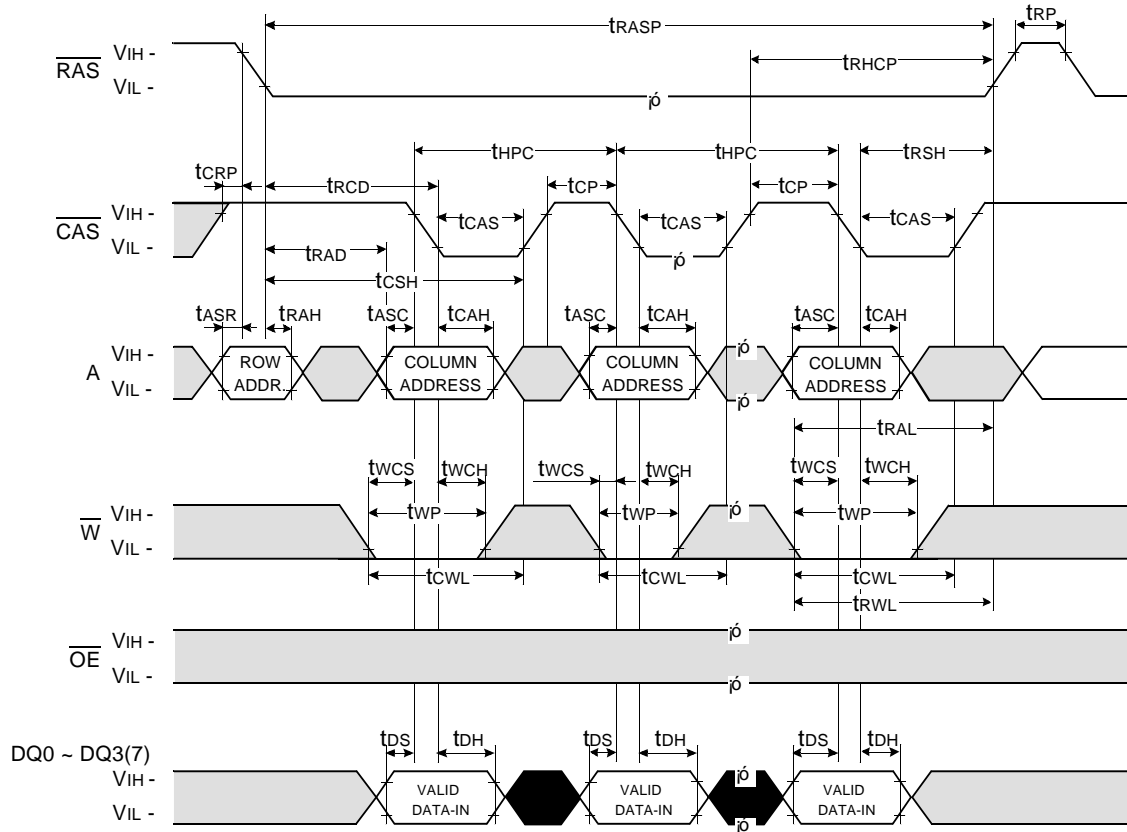 tRASP tRP
RAS VIH -
tRHCP
VIL -
¡ó
tHPC tHPC tRSH
tCRP
tRCD tCP tCP
CAS VIH -
tCAS tCAS tCAS
VIL -
tRAD ¡ó
tCSH
tASR tRAH tASC tCAH tASC tCAH tASC tCAH
A VIH - ¡ó
ROW COLUMN COLUMN COLUMN
ADDR. ADDRESS ADDRESS ADDRESS
VIL - ¡ó
tRAL
tWCS tWCH tWCS tWCH tWCS tWCH
W VIH - ¡ó
tWP tWP tWP
VIL -
tCWL tCWL tCWL
tRWL
OE VIH - ¡ó
VIL - ¡ó
tDS tDH tDS tDH tDS tDH
DQ0 ~ DQ3(7)
VIH - ¡ó
VALID VALID VALID
DATA-IN DATA-IN DATA-IN
VIL - ¡ó